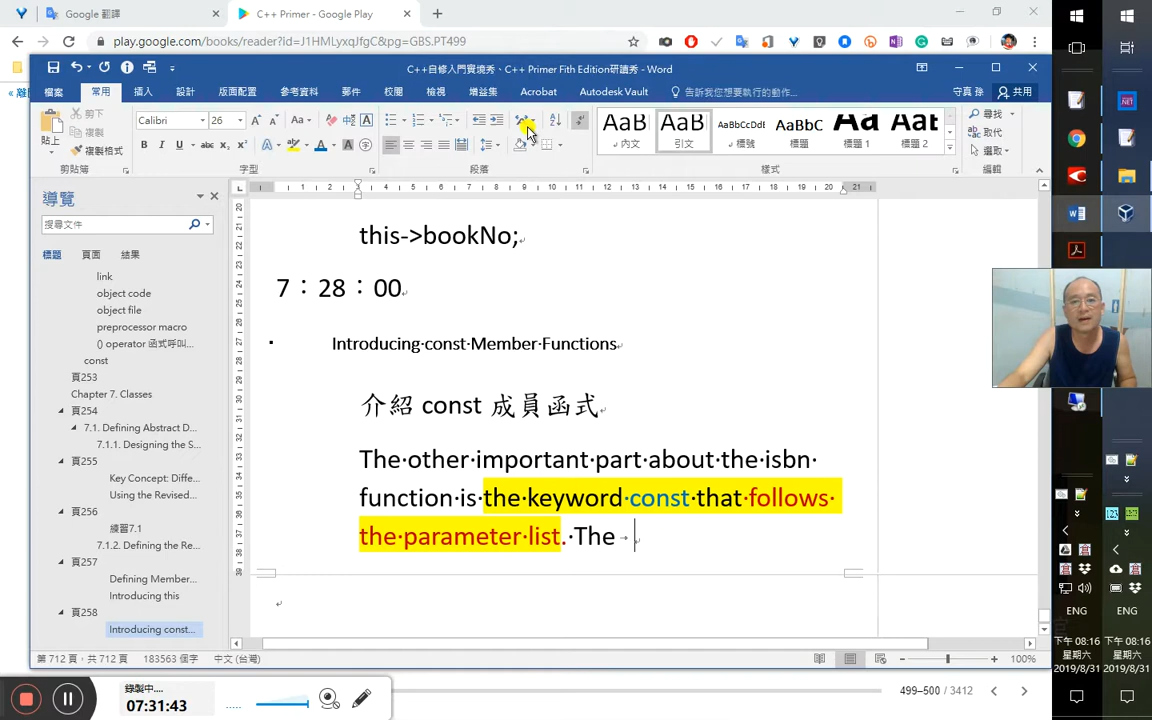 Google 翻譯
C++ Primer - Google Play
play.google.com/books/reader?id=J1HMLyxqJfgC&pg=GBS.PT499
C++自修入門實境秀、C++ Primer Fith Edition研讀秀 - Word
檔案 常用 插入 設計 版面配置 參考資料 郵件 校閱 檢視 增益集 Acrobat Autodesk Vault 告訴我您想要執行的動作... 守真 孫 共用
貼上
剪下
複製
複製格式
剪貼簿
Calibri 26
字型
段落
AaB 內文
AaB 引文
AaBbCcDdE 標號
AaBbC 標號1
AaB 標題 1
AaB 標題 2
樣式
尋找
取代
選取
編輯
導覽
搜尋文件
標題 頁面 結果
link
object code
object file
preprocessor macro
() operator 函式呼叫...
const
頁253
Chapter 7. Classes
頁254
7.1. Defining Abstract D...
7.1.1. Designing the S...
頁255
Key Concept: Diffe...
Using the Revised...
頁256
練習7.1
7.1.2. Defining the Rev...
頁257
Defining Member...
Introducing this
頁258
Introducing const...
this->bookNo;
7：28：00
Introducing const Member Functions
介紹 const 成員函式
The other important part about the isbn
function is the keyword const that follows
the parameter list. The
第 712 頁，共 712 頁 183563 個字 中文 (台灣) 100%
錄製中....
07:31:43
499–500 / 3412
ENG
下午 08:16
星期六
2019/8/31
ENG
下午 08:16
星期六
2019/8/31